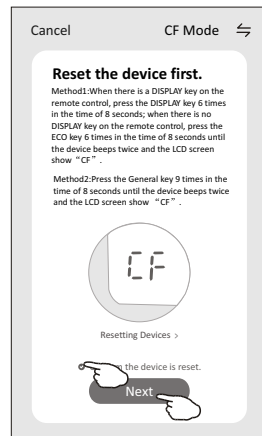 Cancel CF Mode
Reset the device first.
Method1:When there is a DISPLAY key on the
remote control, press the DISPLAY key 6 times
in the time of 8 seconds; when there is no
DISPLAY key on the remote control, press the
ECO key 6 times in the time of 8 seconds until
the device beeps twice and the LCD screen
show “CF”.
Method2:Press the General key 9 times in the
time of 8 seconds until the device beeps twice
and the LCD screen show “CF”.
CF
Resetting Devices >
the device is reset.
Next